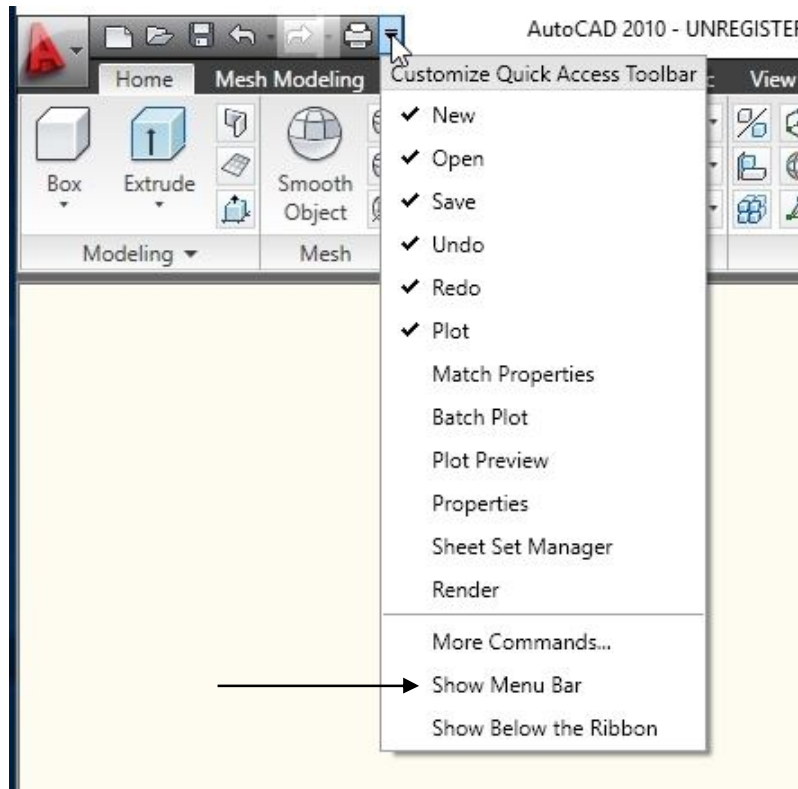 AutoCAD 2010 - UNREGISTER
Home Mesh Modeling View
Customize Quick Access Toolbar
New
Open
Save
Undo
Redo
Plot
Match Properties
Batch Plot
Plot Preview
Properties
Sheet Set Manager
Render
More Commands...
Show Menu Bar
Show Below the Ribbon
Box
Extrude
Smooth
Object
Modeling
Mesh